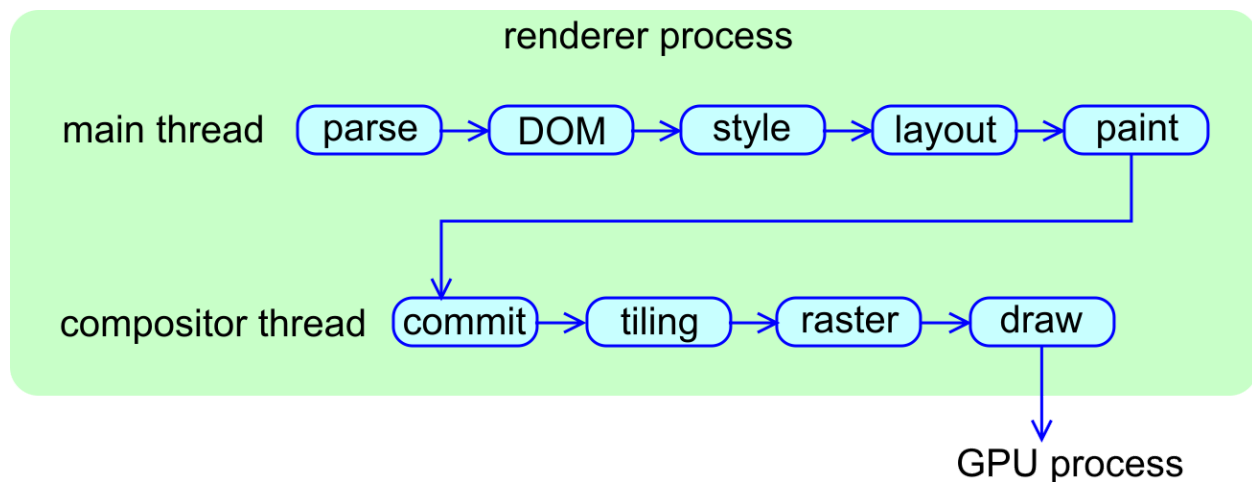 renderer process
main thread parse DOM style layout paint
compositor thread commit tiling raster draw
GPU process